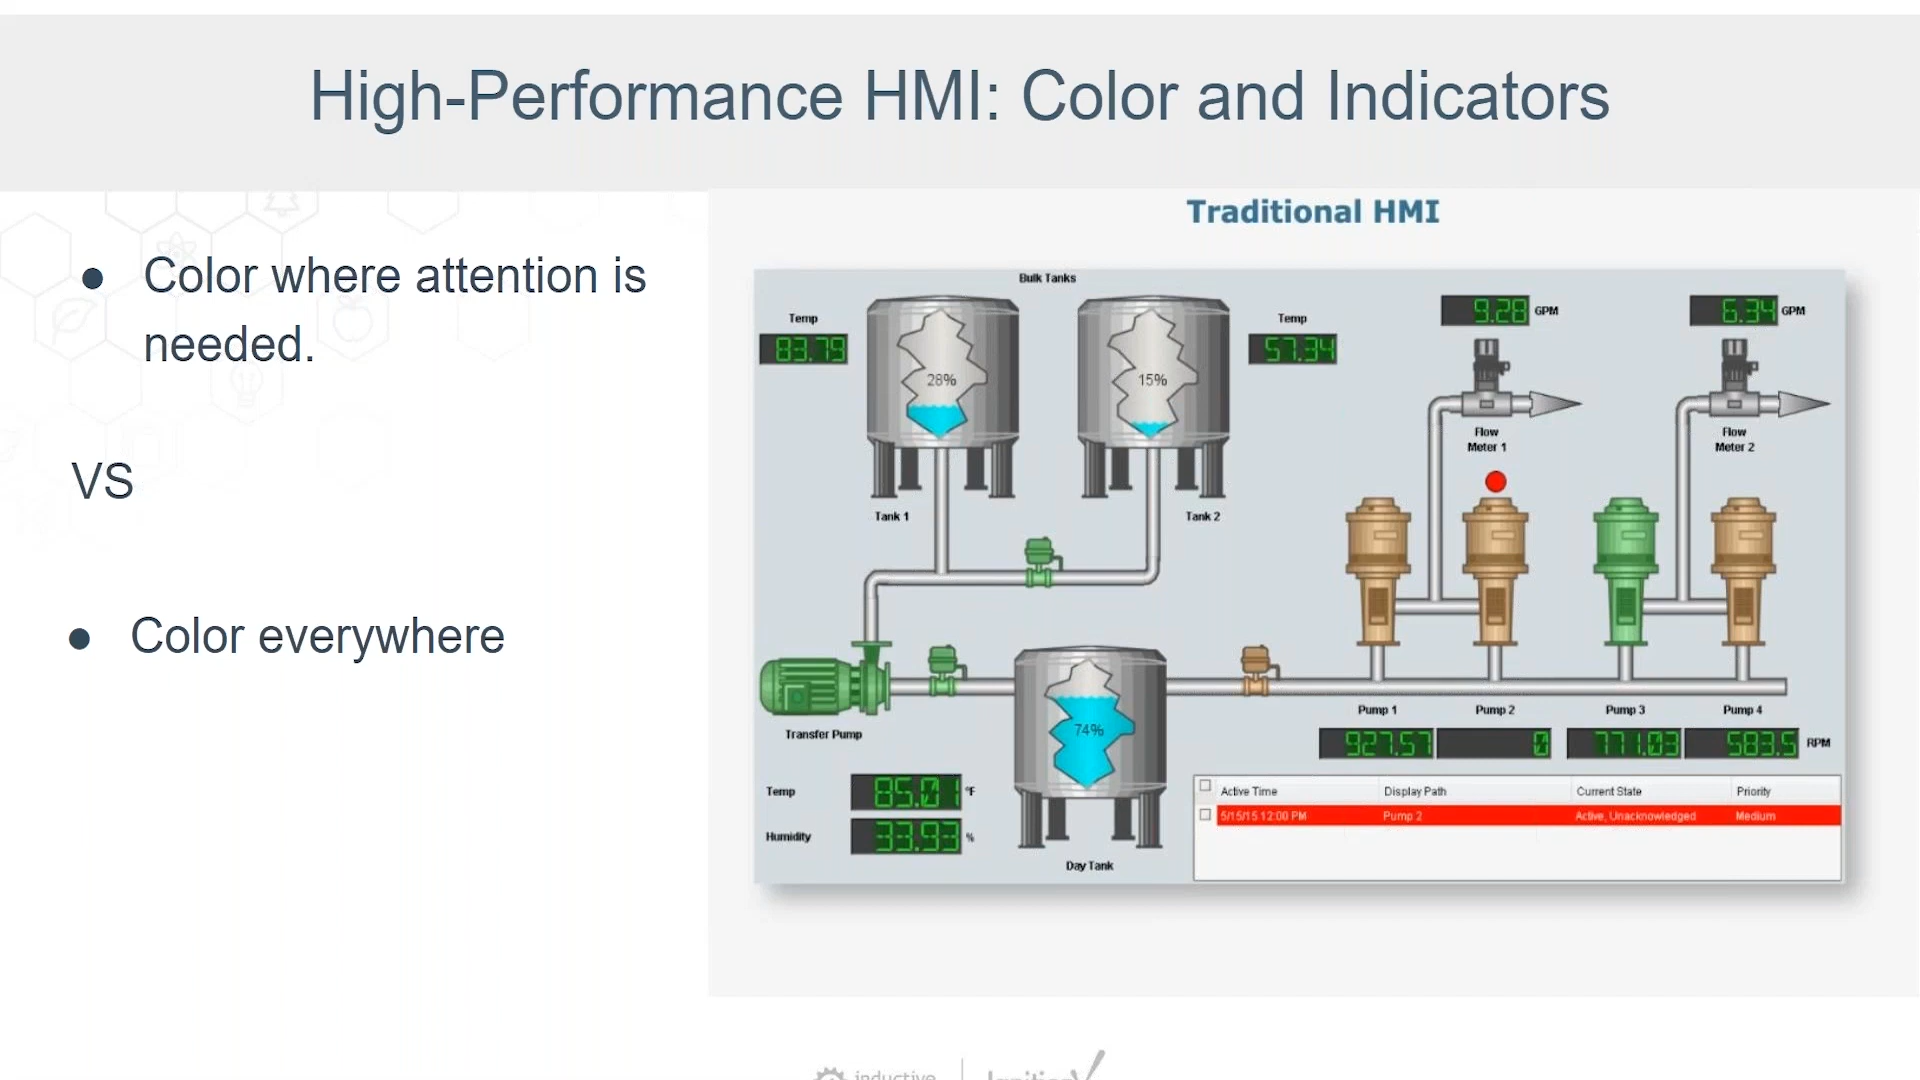 High-Performance HMI: Color and Indicators
● Color where attention is
needed.
VS
● Color everywhere
Traditional HMI
Bulk Tanks
Temp
83.79
28%
15%
Temp
57.34
9.28 GPM
6.34 GPM
Flow
Meter 1
Flow
Meter 2
Tank 1
Tank 2
Transfer Pump
74%
Pump 1
Pump 2
Pump 3
Pump 4
927.57
0
771.03
583.5 RPM
Temp 85.01 °F
Humidity 33.93 %
Day Tank
Active Time Display Path Current State Priority
5/15/15 12:00 PM Pump 2 Active, Unacknowledged Medium
inductive
Ignition